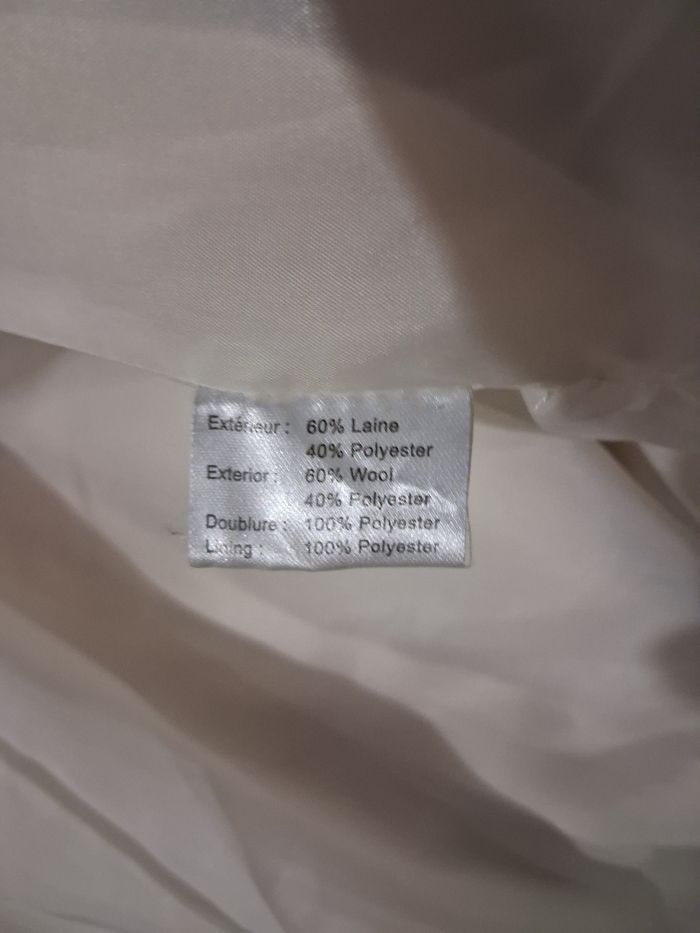 Extérieur : 60% Laine
40% Polyester
Exterior : 60% Wool
40% Polyester
Doublure : 100% Polyester
Lining : 100% Polyester